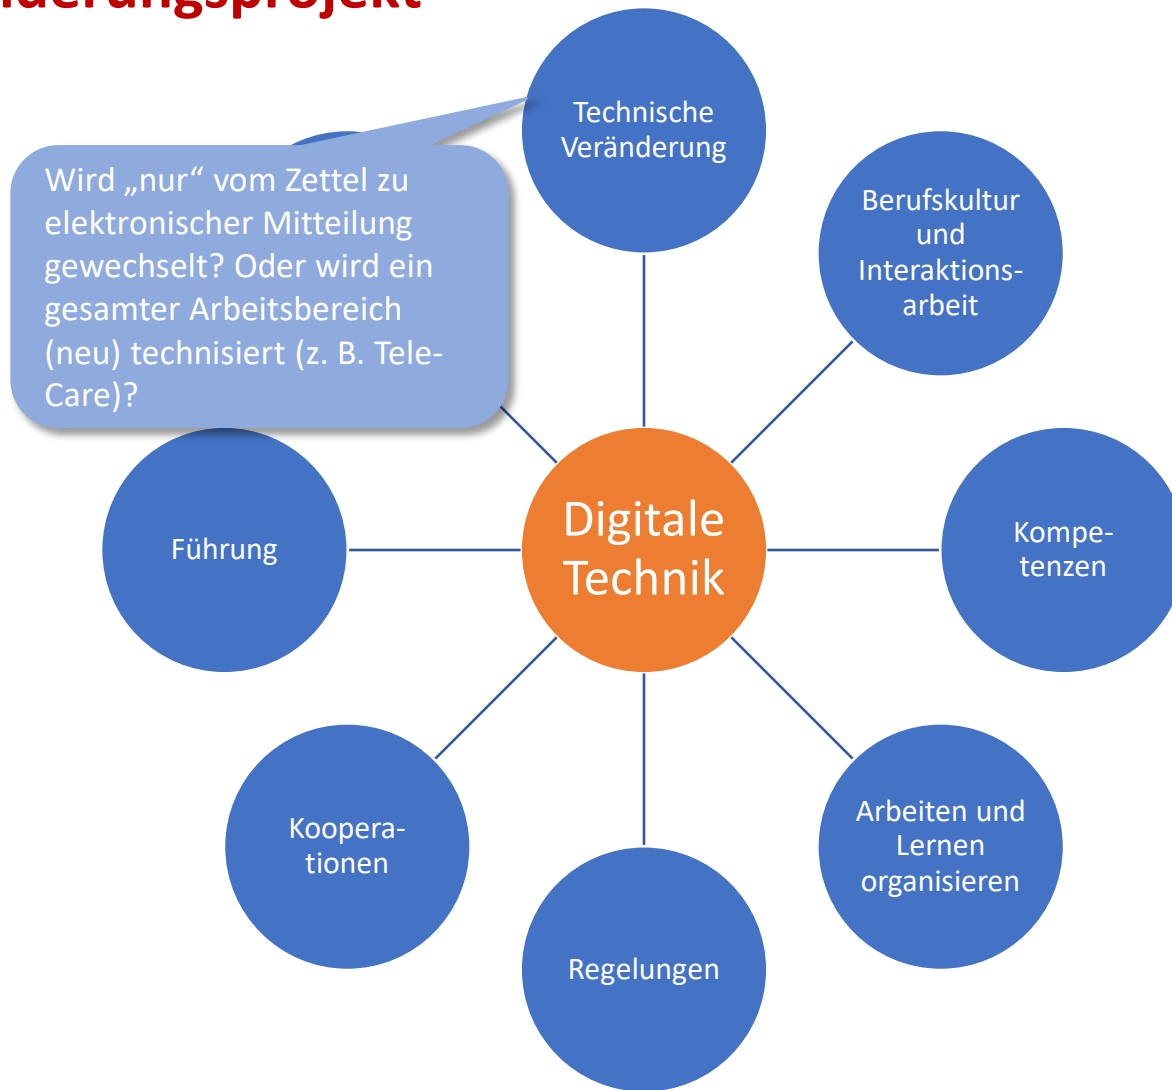 derungsprojekt
Technische
Veränderung
Wird „nur“ vom Zettel zu
elektronischer Mitteilung
gewechselt? Oder wird ein
gesamter Arbeitsbereich
(neu) technisiert (z. B. Tele-
Care)?
Berufskultur
und
Interaktions-
arbeit
Führung
Digitale
Technik
Kompe-
tenzen
Koopera-
tionen
Arbeiten und
Lernen
organisieren
Regelungen